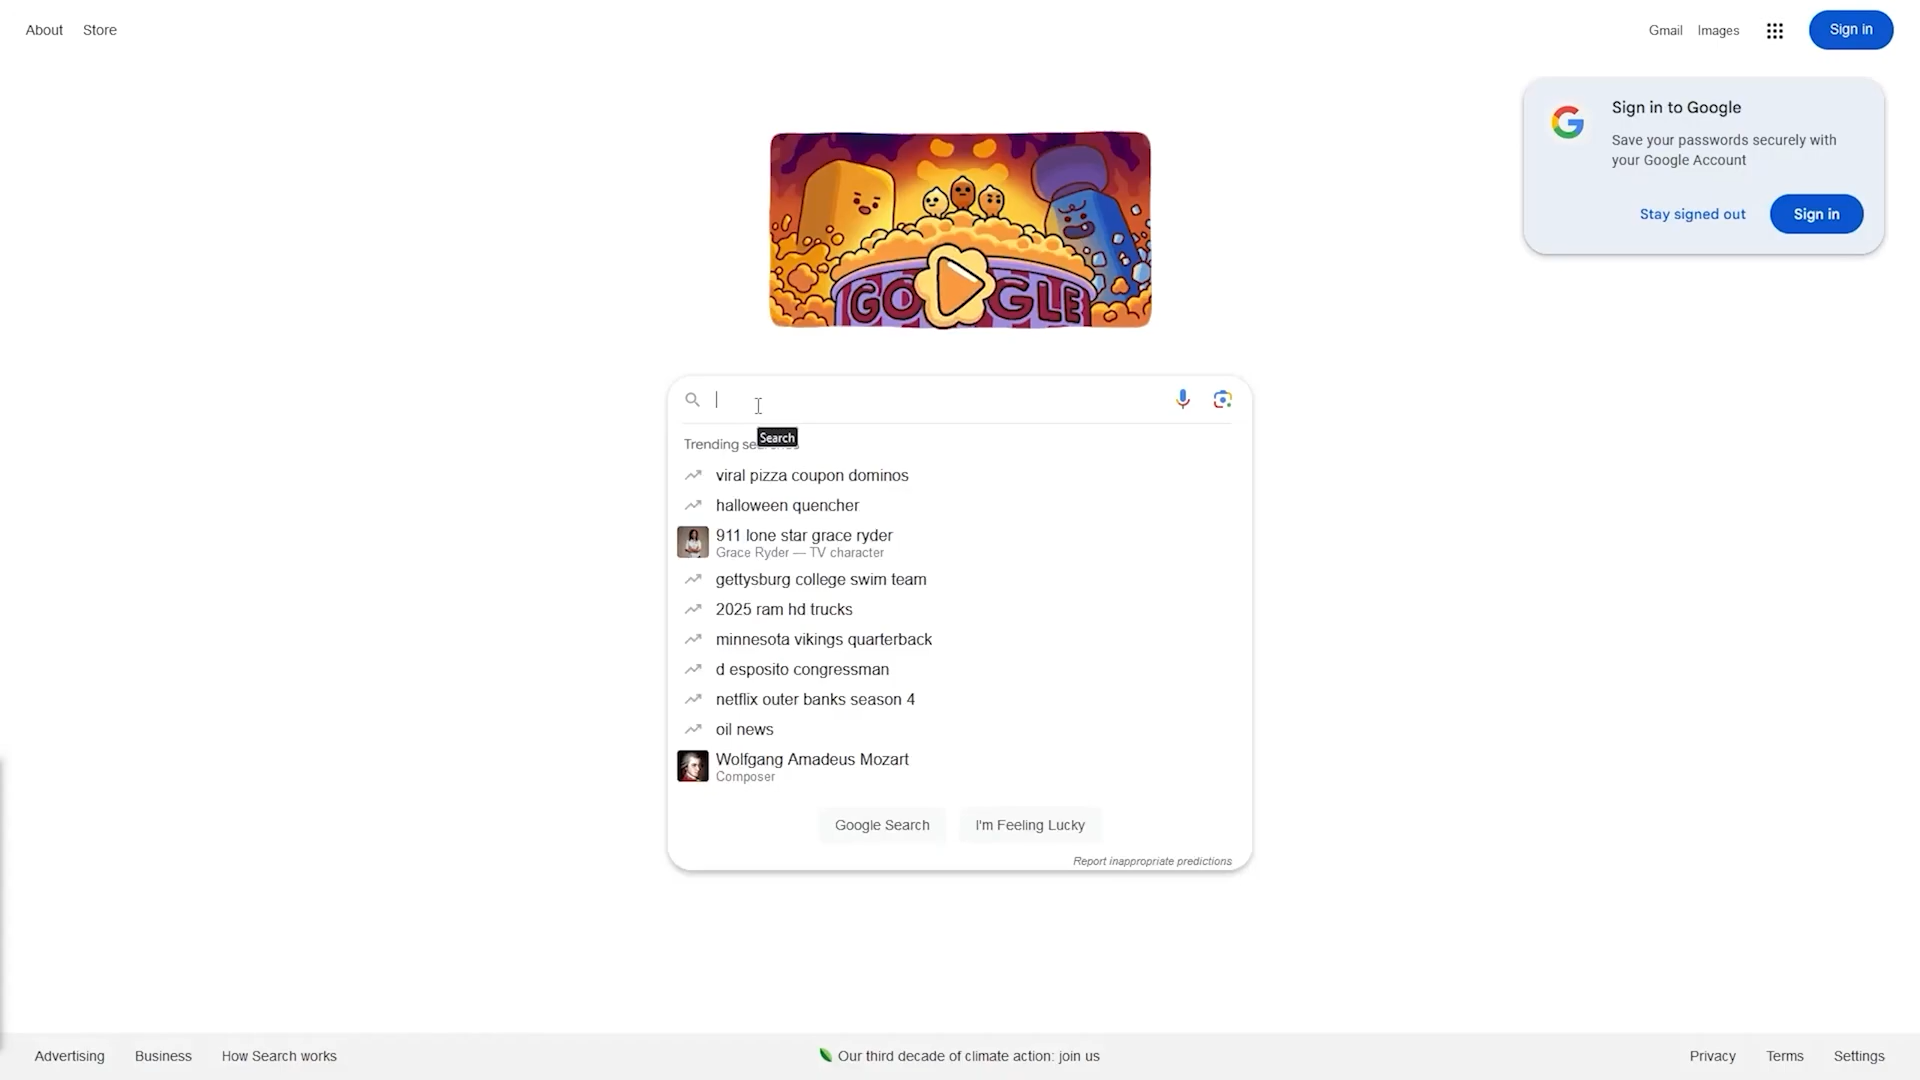 About Store
Gmail Images Sign in
Sign in to Google
Save your passwords securely with
your Google Account
Stay signed out Sign in
GOOGLE
Search
Trending
viral pizza coupon dominos
halloween quencher
911 lone star grace ryder
Grace Ryder — TV character
gettysburg college swim team
2025 ram hd trucks
minnesota vikings quarterback
d esposito congressman
netflix outer banks season 4
oil news
Wolfgang Amadeus Mozart
Composer
Google Search I'm Feeling Lucky
Report inappropriate predictions
Advertising Business How Search works Our third decade of climate action: join us Privacy Terms Settings